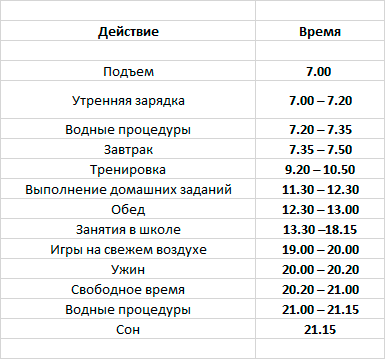 Действие Время
Подъем 7.00
Утренняя зарядка 7.00 – 7.20
Водные процедуры 7.20 – 7.35
Завтрак 7.35 – 7.50
Тренировка 9.20 – 10.50
Выполнение домашних заданий 11.30 – 12.30
Обед 12.30 – 13.00
Занятия в школе 13.30 –18.15
Игры на свежем воздухе 19.00 – 20.00
Ужин 20.00 – 20.20
Свободное время 20.20 – 21.00
Водные процедуры 21.00 – 21.15
Сон 21.15